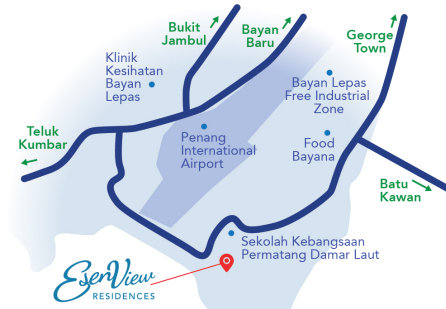 Bukit
Jambul
Bayan
Baru
George
Town
Klinik
Kesihatan
Bayan
Lepas
Bayan Lepas
Free Industrial
Zone
Teluk
Kumbar
Penang
International
Airport
Food
Bayana
Batu
Kawan
Sekolah Kebangsaan
Permatang Damar Laut
EsenView
RESIDENCES